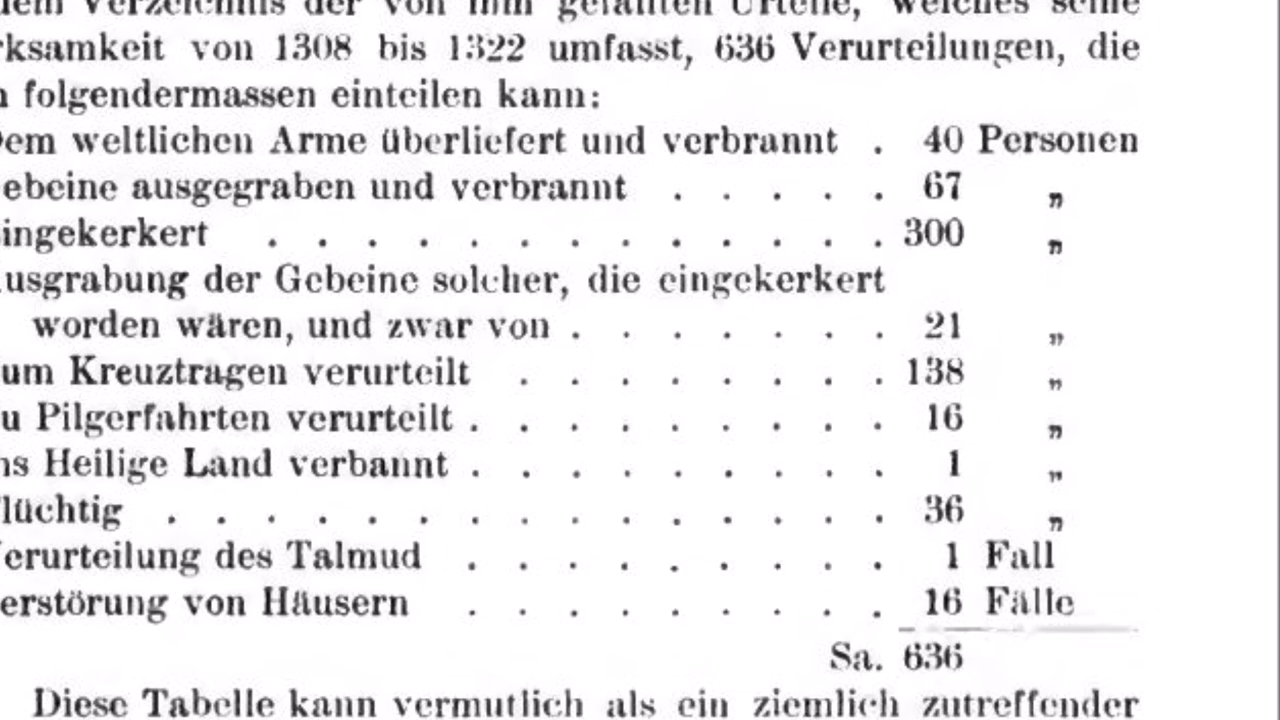 dem Verzeichnis der von ihm gefällten Urteile, welches seine
rksamkeit von 1308 bis 1322 umfasst, 636 Verurteilungen, die
n folgendermassen einteilen kann:
Dem weltlichen Arme überliefert und verbrannt . 40 Personen
ebeine ausgegraben und verbrannt . . . . . 67 „
ingekerkert . . . . . . . . . . . . . 300 „
usgrabung der Gebeine solcher, die eingekerkert
worden wären, und zwar von . . . . . . . 21 „
um Kreuztragen verurteilt . . . . . . . . 138 „
u Pilgerfahrten verurteilt . . . . . . . . . 16 „
ns Heilige Land verbannt . . . . . . . . . 1 „
lüchtig . . . . . . . . . . . . . . . 36 „
erurteilung des Talmud . . . . . . . . . 1 Fall
erstörung von Häusern . . . . . . . . . 16 Fälle
Sa. 636
Diese Tabelle kann vermutlich als ein ziemlich zutreffender